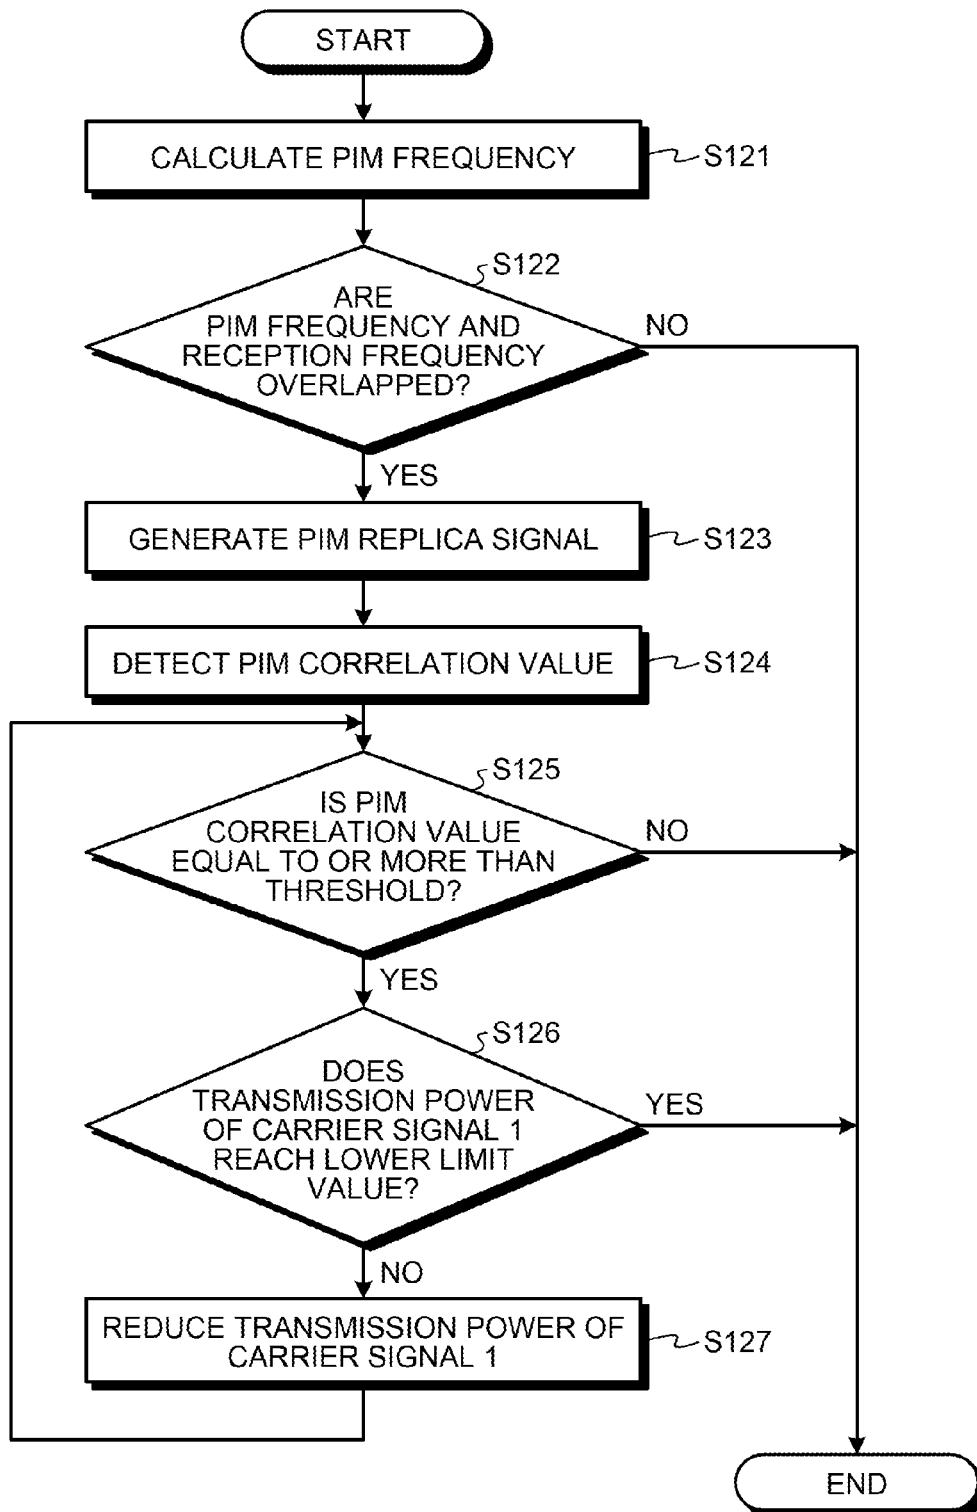 START
CALCULATE PIM FREQUENCY
S121
S122
ARE
PIM FREQUENCY AND
RECEPTION FREQUENCY
OVERLAPPED?
NO
YES
GENERATE PIM REPLICA SIGNAL
S123
DETECT PIM CORRELATION VALUE
S124
S125
IS PIM
CORRELATION VALUE
EQUAL TO OR MORE THAN
THRESHOLD?
NO
YES
S126
DOES
TRANSMISSION POWER
OF CARRIER SIGNAL 1
REACH LOWER LIMIT
VALUE?
YES
NO
REDUCE TRANSMISSION POWER OF
CARRIER SIGNAL 1
S127
END